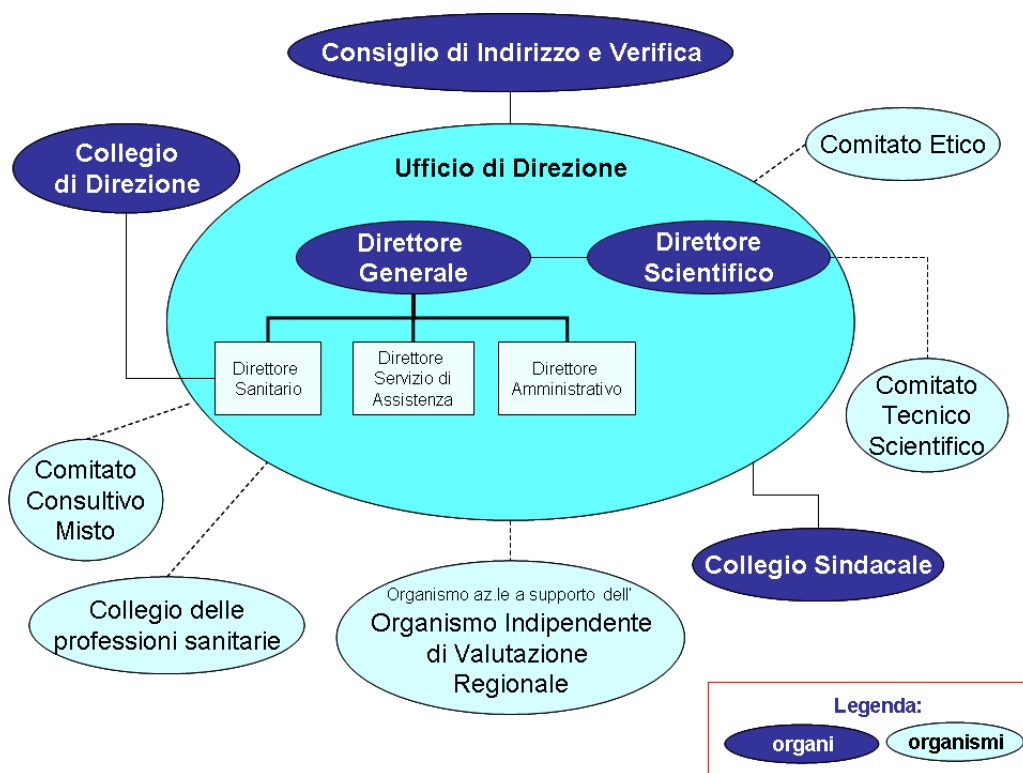 Consiglio di Indirizzo e Verifica
Collegio
di Direzione
Ufficio di Direzione
Comitato Etico
Direttore
Generale
Direttore
Scientifico
Direttore
Sanitario
Direttore
Servizio di
Assistenza
Direttore
Amministrativo
Comitato
Tecnico
Scientifico
Comitato
Consultivo
Misto
Collegio Sindacale
Collegio delle
professioni sanitarie
Organismo az.le a supporto dell'
Organismo Indipendente
di Valutazione
Regionale
Legenda:
organi
organismi